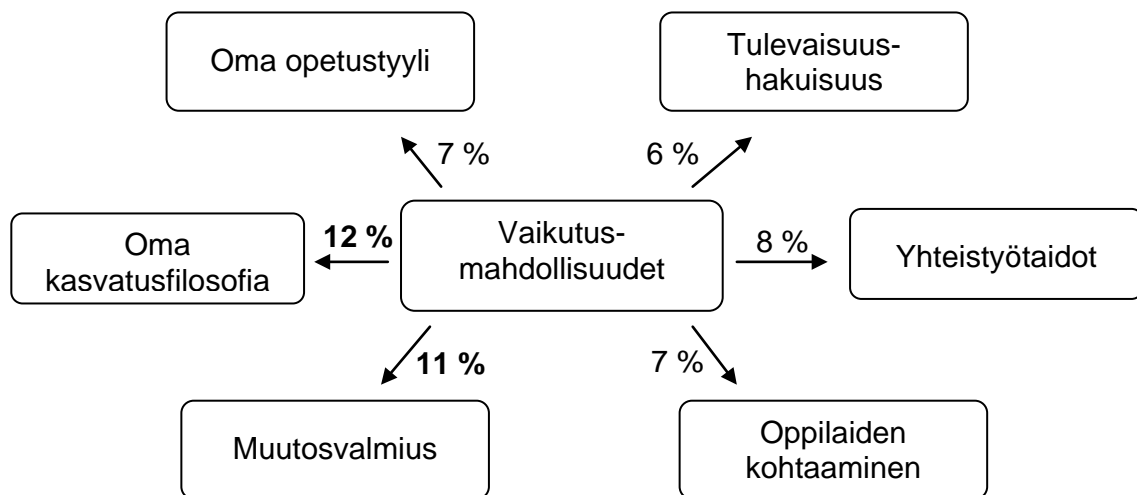 Oma opetustyyli
Tulevaisuus-
hakuisuus
7 %
6 %
Oma
kasvatusfilosofia
12 %
Vaikutus-
mahdollisuudet
8 %
Yhteistyötaidot
11 %
7 %
Muutosvalmius
Oppilaiden
kohtaaminen